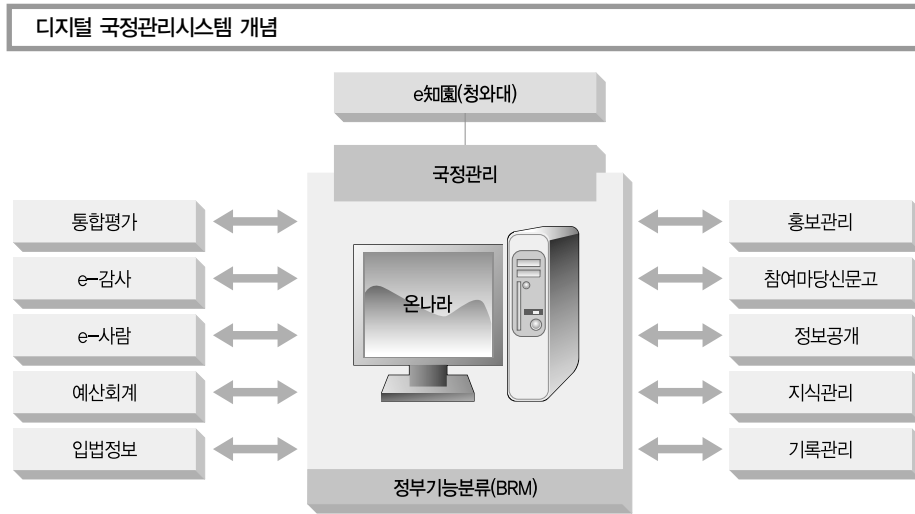 디지털 국정관리시스템 개념
e知園(청와대)
국정관리
통합평가
e-감사
e-사람
예산회계
입법정보
온나라
홍보관리
참여마당신문고
정보공개
지식관리
기록관리
정부기능분류(BRM)